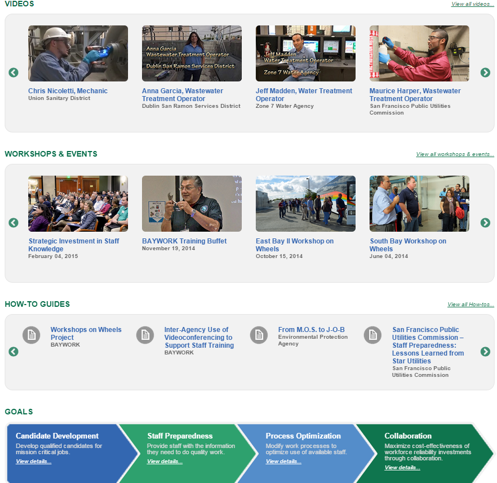 VIDEOS
View all videos...
Anna Garcia
Wastewater Treatment Operator
Dublin San Ramon Services District
Jeff Madden
Water Treatment Operator
Zone 7 Water Agency
Chris Nicoletti, Mechanic
Union Sanitary District
Anna Garcia, Wastewater
Treatment Operator
Dublin San Ramon Services District
Jeff Madden, Water Treatment
Operator
Zone 7 Water Agency
Maurice Harper, Wastewater
Treatment Operator
San Francisco Public Utilities
Commission
WORKSHOPS & EVENTS
View all workshops & events...
Strategic Investment in Staff
Knowledge
February 04, 2015
BAYWORK Training Buffet
November 19, 2014
East Bay II Workshop on
Wheels
October 15, 2014
South Bay Workshop on
Wheels
June 04, 2014
HOW-TO GUIDES
View all How-tos...
Workshops on Wheels
Project
BAYWORK
Inter-Agency Use of
Videoconferencing to
Support Staff Training
BAYWORK
From M.O.S. to J-O-B
Environmental Protection
Agency
San Francisco Public
Utilities Commission –
Staff Preparedness:
Lessons Learned from
Star Utilities
San Francisco Public
Utilities Commission
GOALS
Candidate Development
Develop qualified candidates for
mission critical jobs.
View details...
Staff Preparedness
Provide staff with the information
they need to do quality work.
View details...
Process Optimization
Modify work processes to
optimize use of available staff.
View details...
Collaboration
Maximize cost-effectiveness of
workforce reliability investments
through collaboration.
View details...